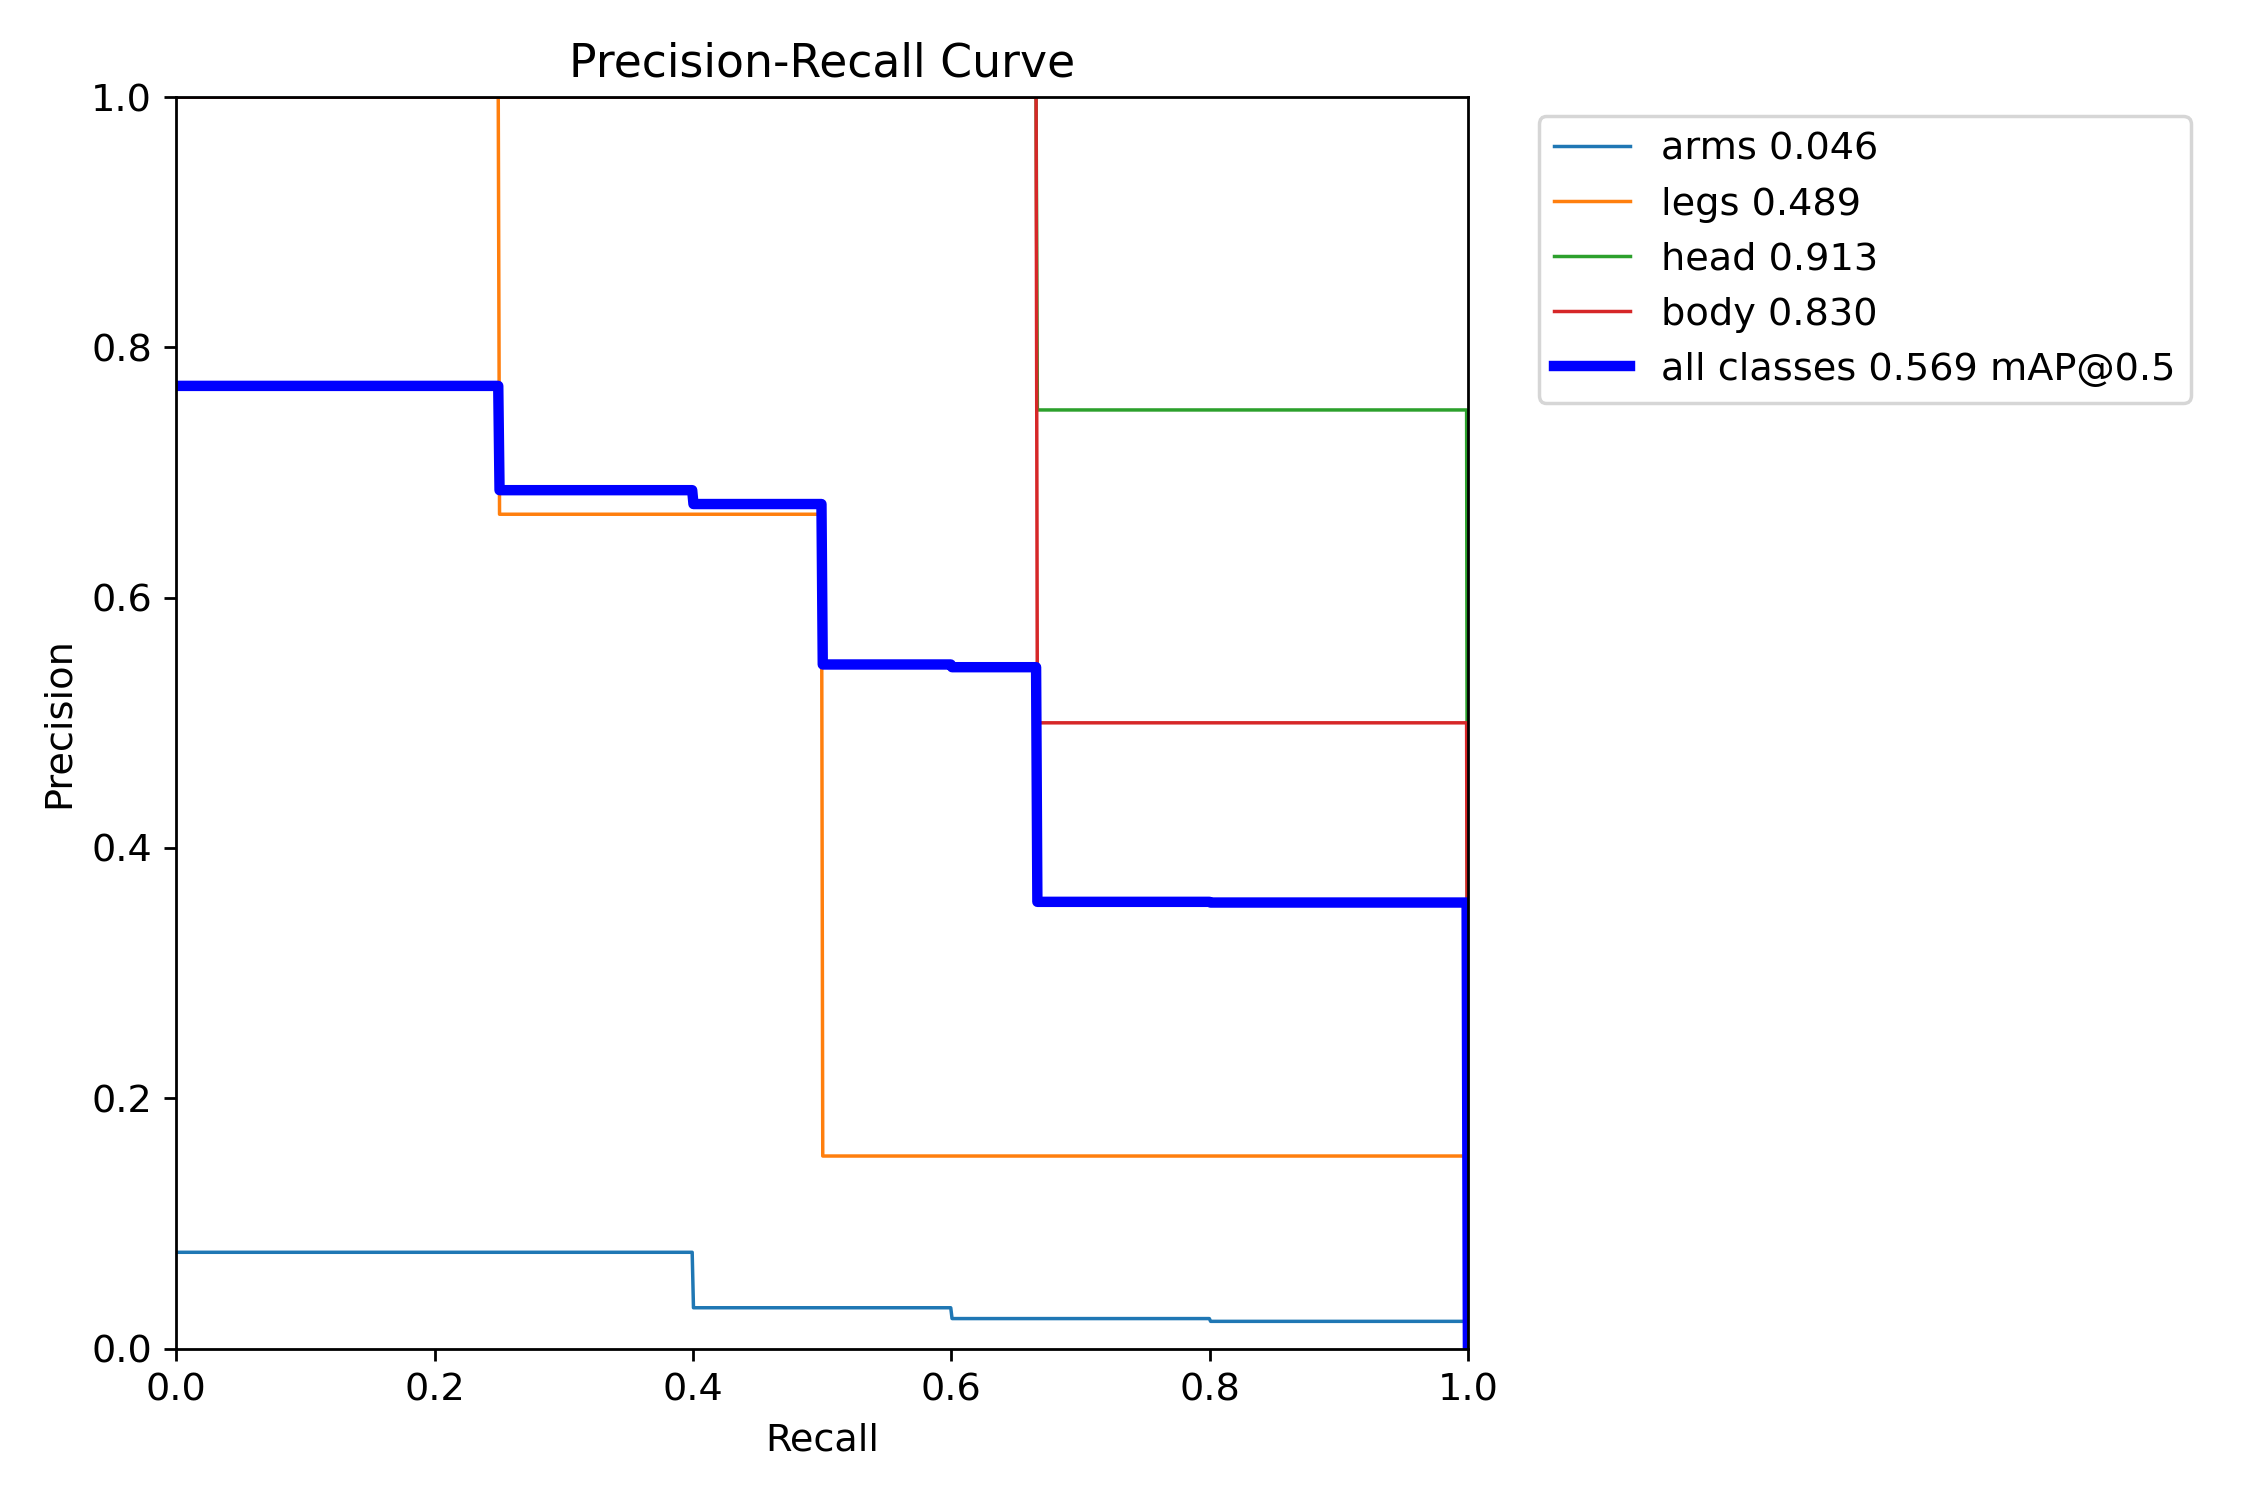 Precision-Recall Curve
1.0
0.8
0.6
0.4
0.2
0.0
Precision
0.0 0.2 0.4 0.6 0.8 1.0
Recall
arms 0.046
legs 0.489
head 0.913
body 0.830
all classes 0.569 mAP@0.5